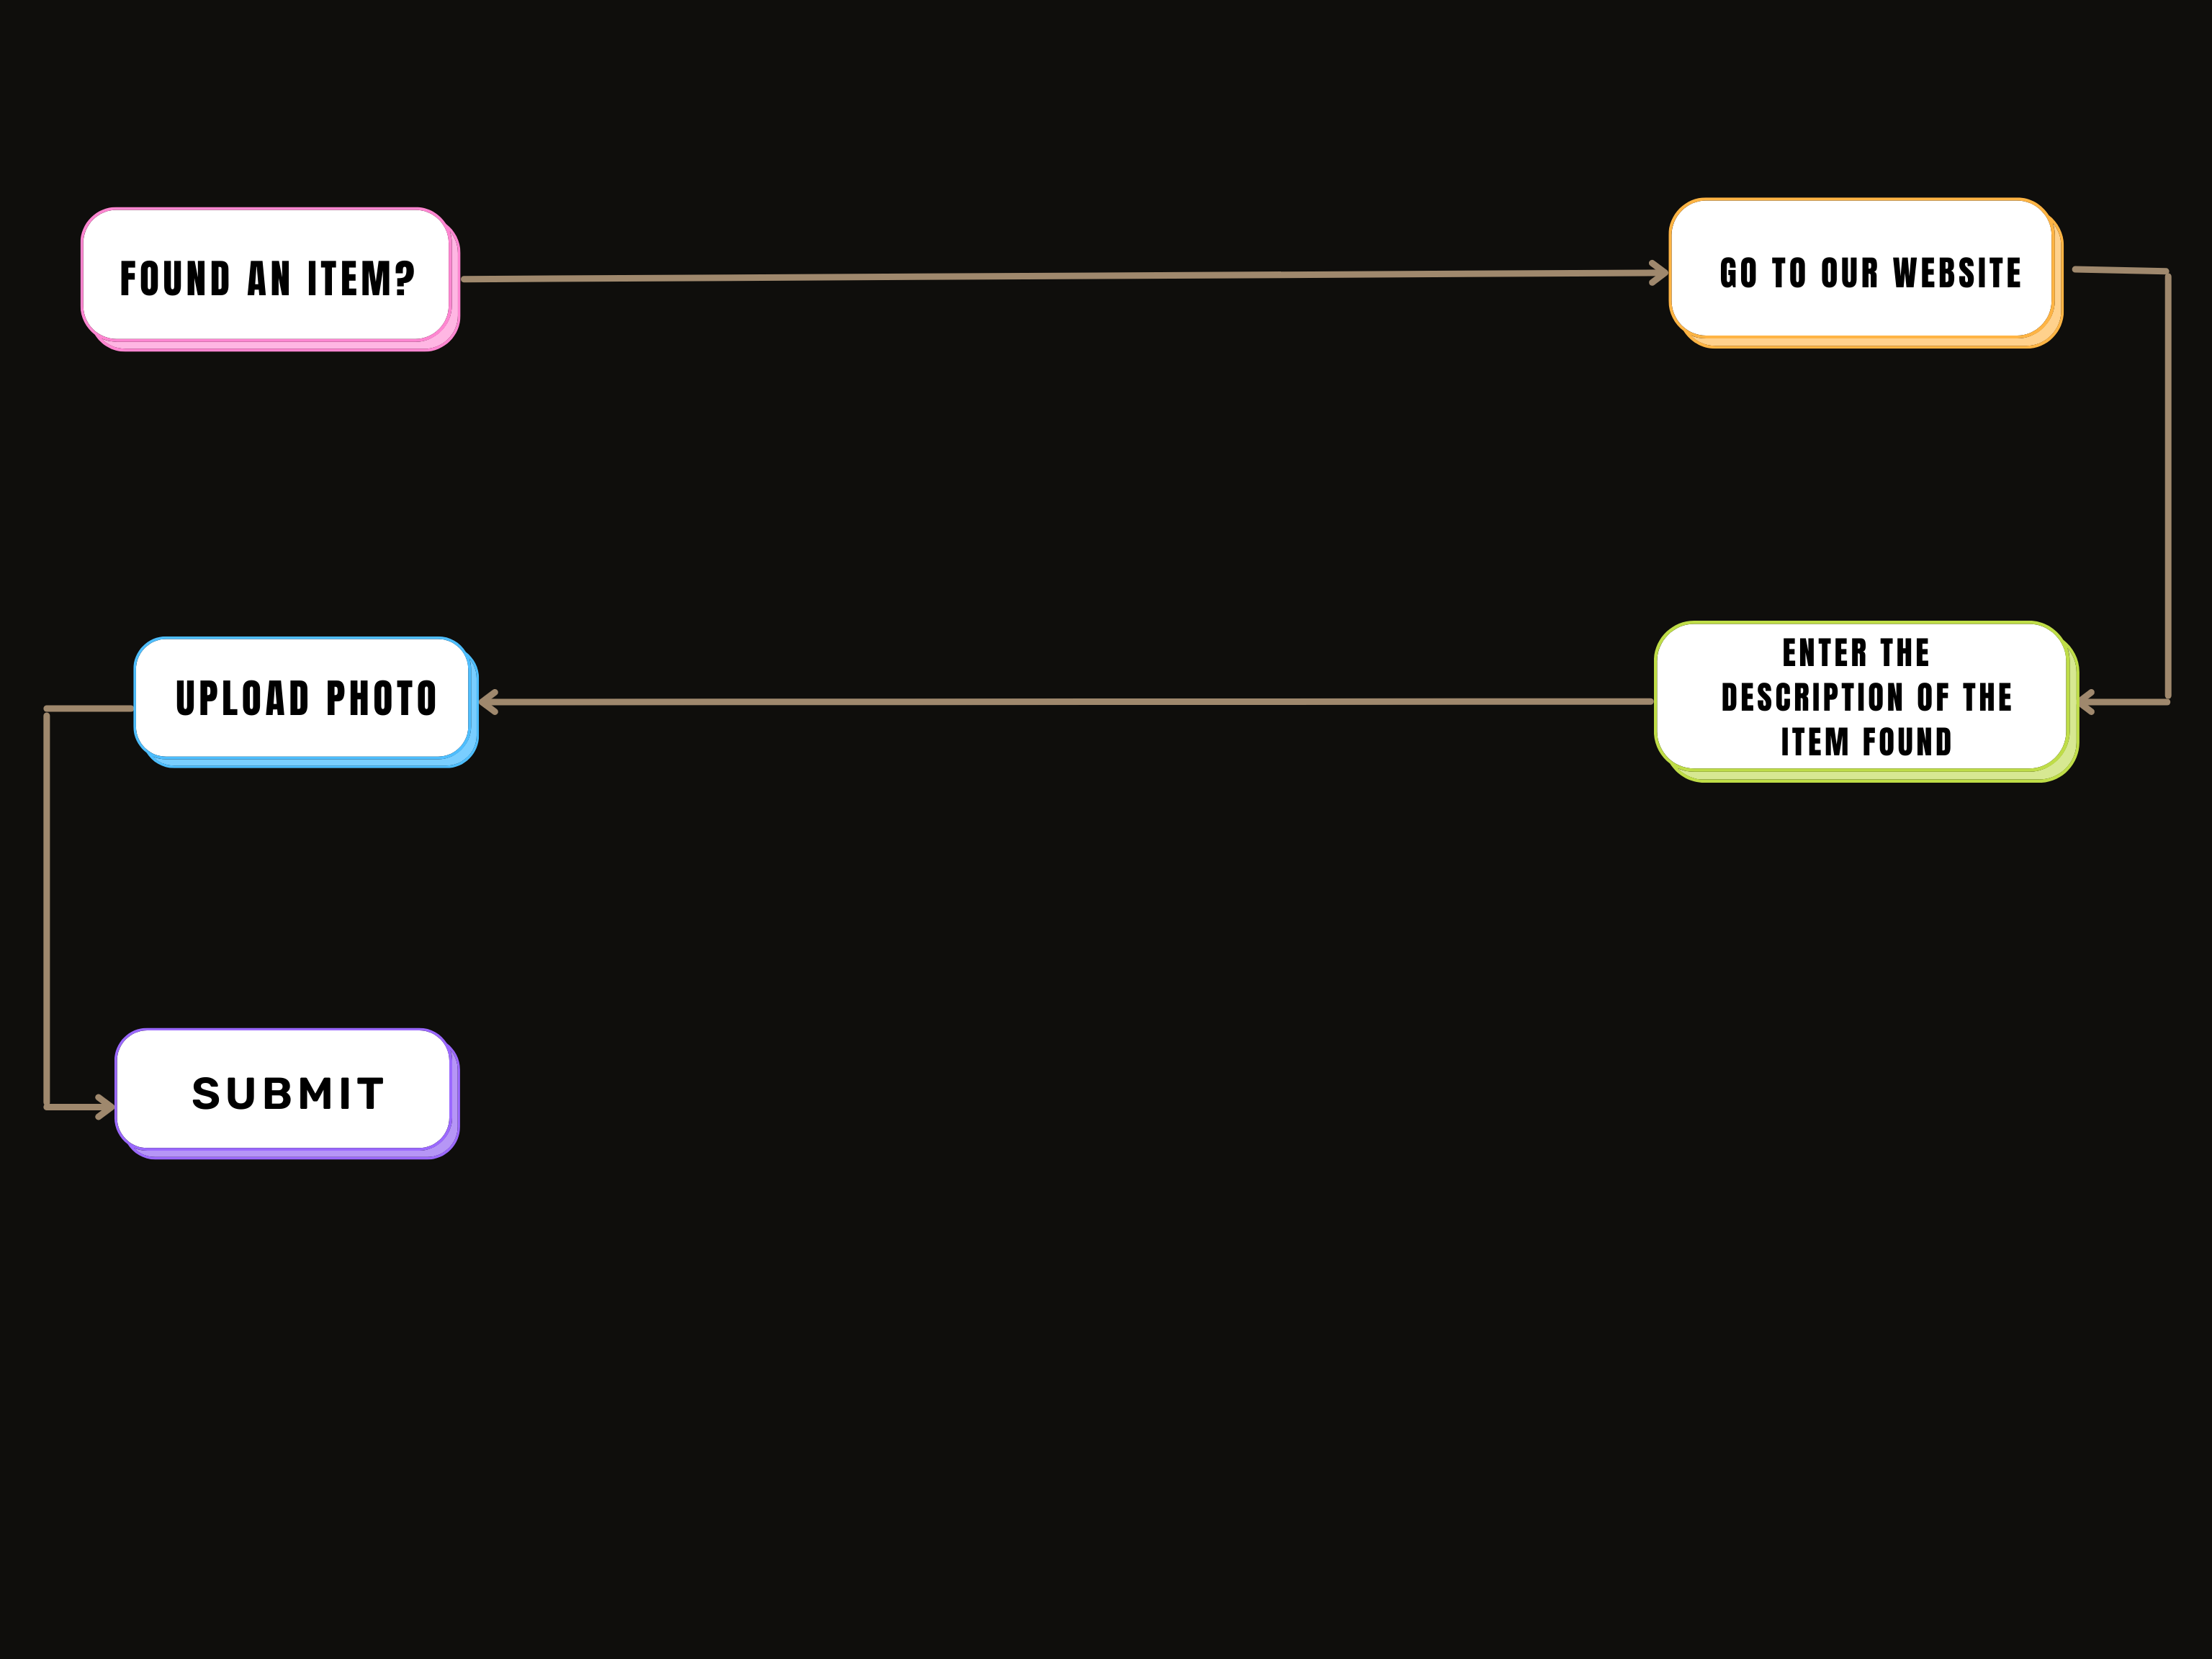 FOUND AN ITEM?
GO TO OUR WEBSITE
ENTER THE
DESCRIPTION OF THE
ITEM FOUND
UPLOAD PHOTO
SUBMIT